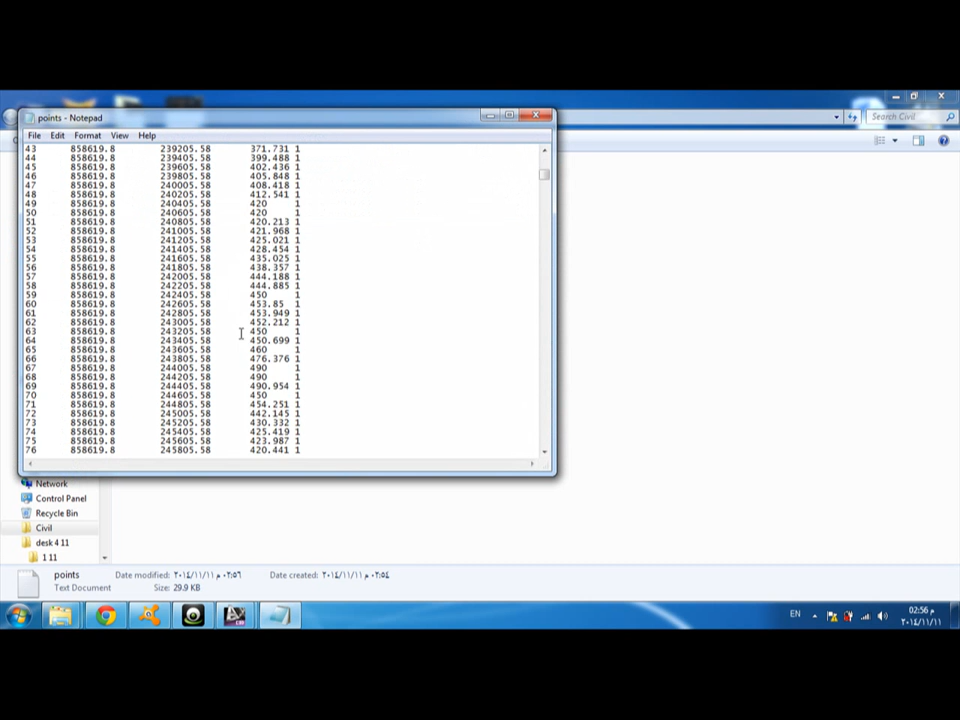 points - Notepad
Search Civil
File Edit Format View Help
43 858619.8 239205.58 371.731 1
44 858619.8 239405.58 399.488 1
45 858619.8 239605.58 402.436 1
46 858619.8 239805.58 405.848 1
47 858619.8 240005.58 408.418 1
48 858619.8 240205.58 412.541 1
49 858619.8 240405.58 420 1
50 858619.8 240605.58 420 1
51 858619.8 240805.58 420.213 1
52 858619.8 241005.58 421.968 1
53 858619.8 241205.58 425.021 1
54 858619.8 241405.58 428.454 1
55 858619.8 241605.58 435.025 1
56 858619.8 241805.58 438.357 1
57 858619.8 242005.58 444.188 1
58 858619.8 242205.58 444.885 1
59 858619.8 242405.58 450 1
60 858619.8 242605.58 453.85 1
61 858619.8 242805.58 453.949 1
62 858619.8 243005.58 452.212 1
63 858619.8 243205.58 450 1
64 858619.8 243405.58 450.699 1
65 858619.8 243605.58 460 1
66 858619.8 243805.58 476.376 1
67 858619.8 244005.58 490 1
68 858619.8 244205.58 490 1
69 858619.8 244405.58 490.954 1
70 858619.8 244605.58 450 1
71 858619.8 244805.58 454.251 1
72 858619.8 245005.58 442.145 1
73 858619.8 245205.58 430.332 1
74 858619.8 245405.58 425.419 1
75 858619.8 245605.58 423.987 1
76 858619.8 245805.58 420.441 1
Network
Control Panel
Recycle Bin
Civil
desk 4 11
1 11
points Date modified: ٢٠١٤/١١/١١ م ٠٢:٥٦ Date created: ٢٠١٤/١١/١١ م ٠٢:٥٤
Text Document Size: 29.9 KB
EN
02:56 م
٢٠١٤/١١/١١